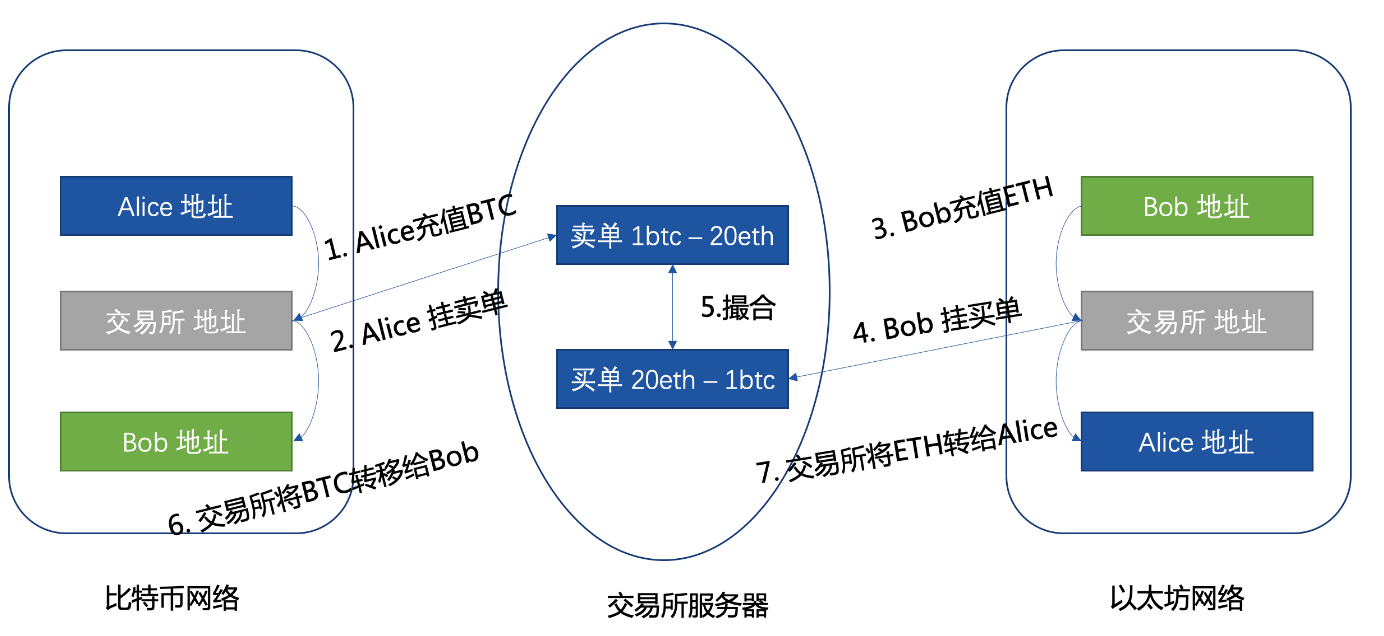 Alice 地址
交易所 地址
Bob 地址
1. Alice充值BTC
2. Alice 挂卖单
6. 交易所将BTC转移给Bob
比特币网络
卖单 1btc – 20eth
5.撮合
买单 20eth – 1btc
交易所服务器
3. Bob充值ETH
4. Bob 挂买单
7. 交易所将ETH转给Alice
Bob 地址
交易所 地址
Alice 地址
以太坊网络